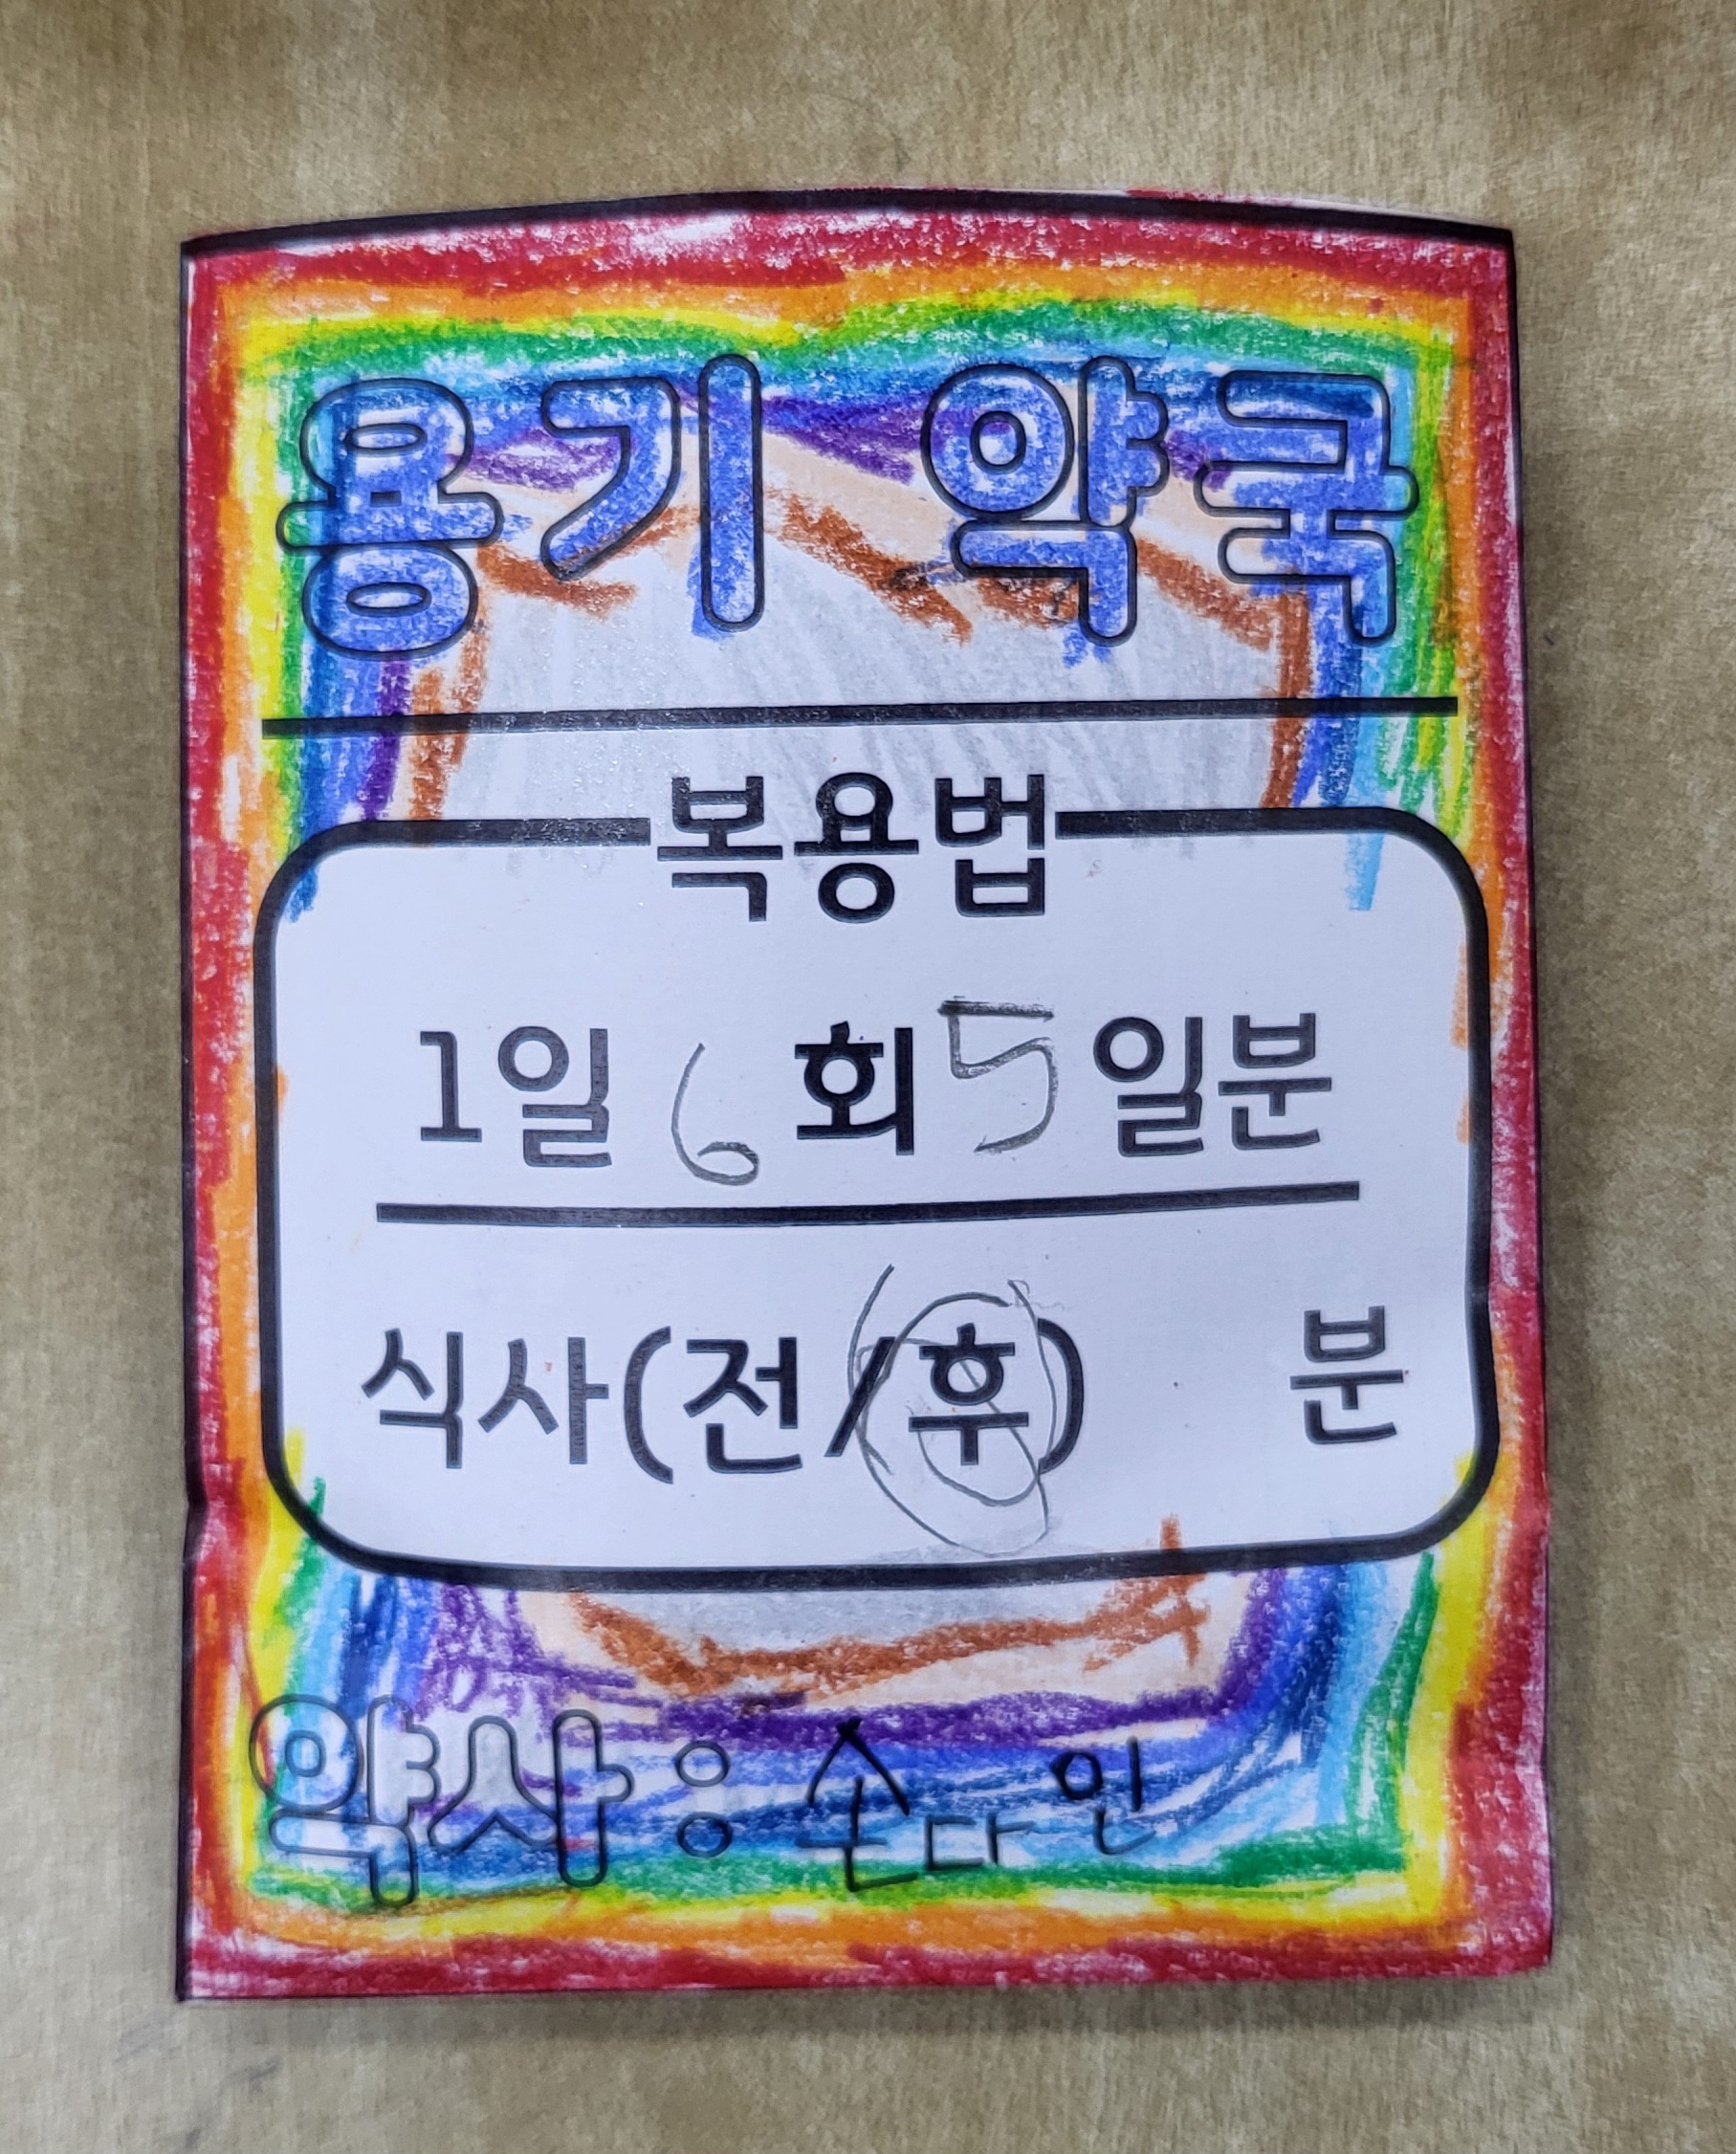 용기 약국
복용법
1일 6 회 5 일분
식사(전/후) 분
약사 : 손다인